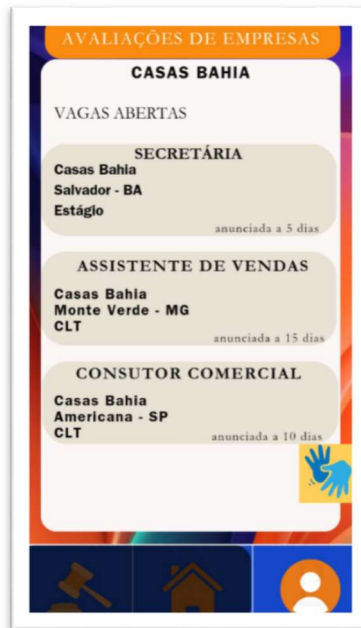 AVALIAÇÕES DE EMPRESAS
CASAS BAHIA
VAGAS ABERTAS
SECRETÁRIA
Casas Bahia
Salvador - BA
Estágio
anunciada a 5 dias
ASSISTENTE DE VENDAS
Casas Bahia
Monte Verde - MG
CLT
anunciada a 15 dias
CONSUTOR COMERCIAL
Casas Bahia
Americana - SP
CLT
anunciada a 10 dias